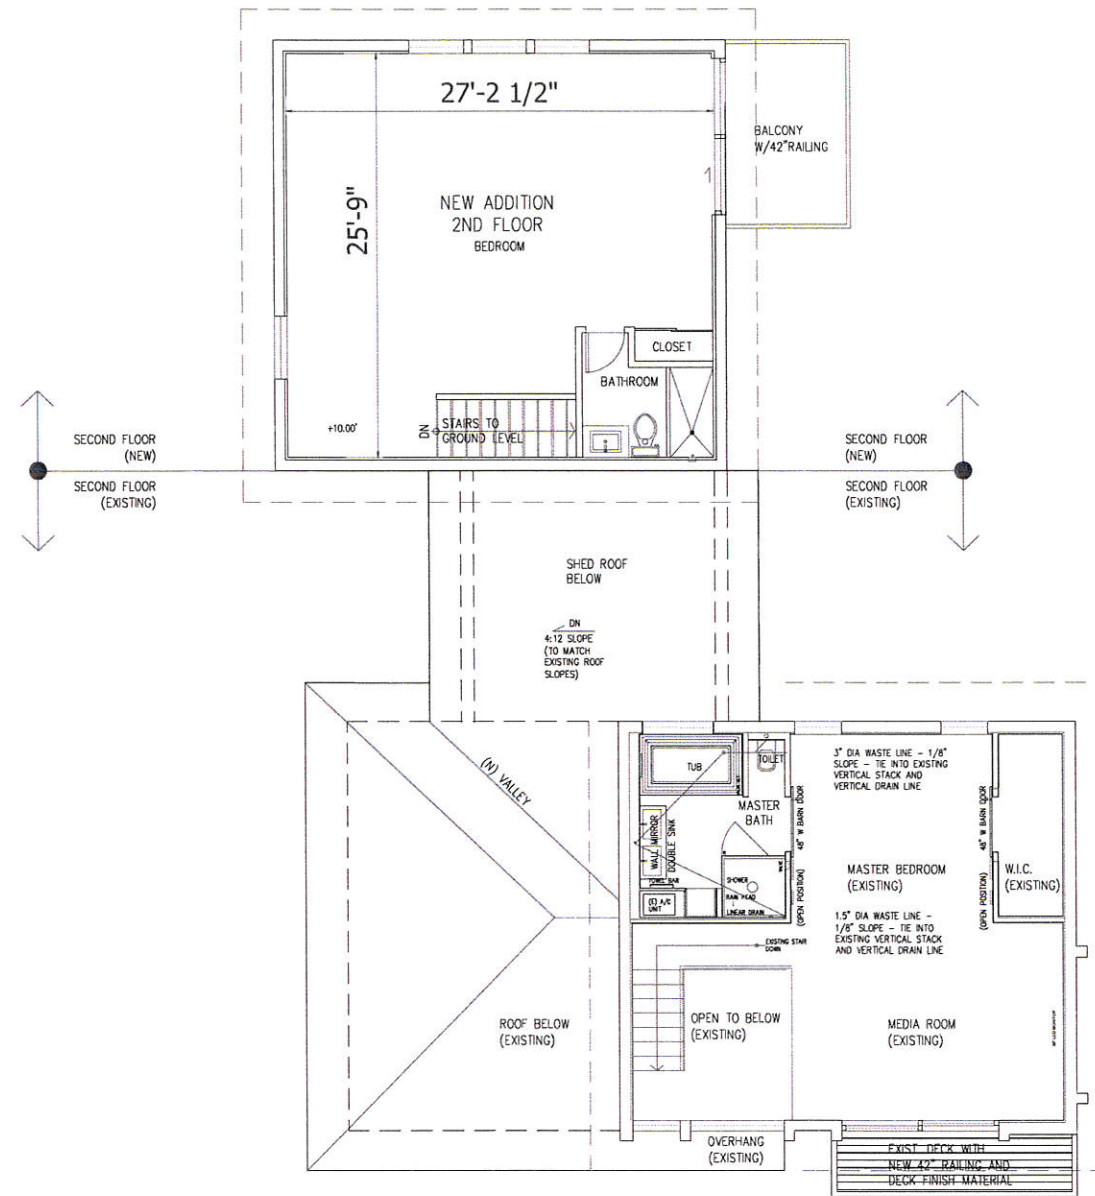 27'-2 1/2"
BALCONY
W/42"RAILING
25'-9"
NEW ADDITION
2ND FLOOR
BEDROOM
CLOSET
BATHROOM
+10.00'
DN
STAIRS TO
GROUND LEVEL
SECOND FLOOR
(NEW)
SECOND FLOOR
(EXISTING)
SECOND FLOOR
(NEW)
SECOND FLOOR
(EXISTING)
SHED ROOF
BELOW
DN
4:12 SLOPE
(TO MATCH
EXISTING ROOF
SLOPES)
(N) VALLEY
TUB
TOILET
3" DIA WASTE LINE – 1/8"
SLOPE – TIE INTO EXISTING
VERTICAL STACK AND
VERTICAL DRAIN LINE
MASTER
BATH
WALL MIRROR
DOUBLE SINK
TOWEL BAR
(E) A/C
UNIT
SHOWER
RAIN HEAD
LINEAR DRAIN
48" W BARN DOOR
(OPEN POSITION)
MASTER BEDROOM
(EXISTING)
48" W BARN DOOR
(OPEN POSITION)
W.I.C.
(EXISTING)
1.5" DIA WASTE LINE –
1/8" SLOPE – TIE INTO
EXISTING VERTICAL STACK
AND VERTICAL DRAIN LINE
EXISTING STAIR
DOWN
ROOF BELOW
(EXISTING)
OPEN TO BELOW
(EXISTING)
MEDIA ROOM
(EXISTING)
OVERHANG
(EXISTING)
EXIST. DECK WITH
NEW 42" RAILING AND
DECK FINISH MATERIAL